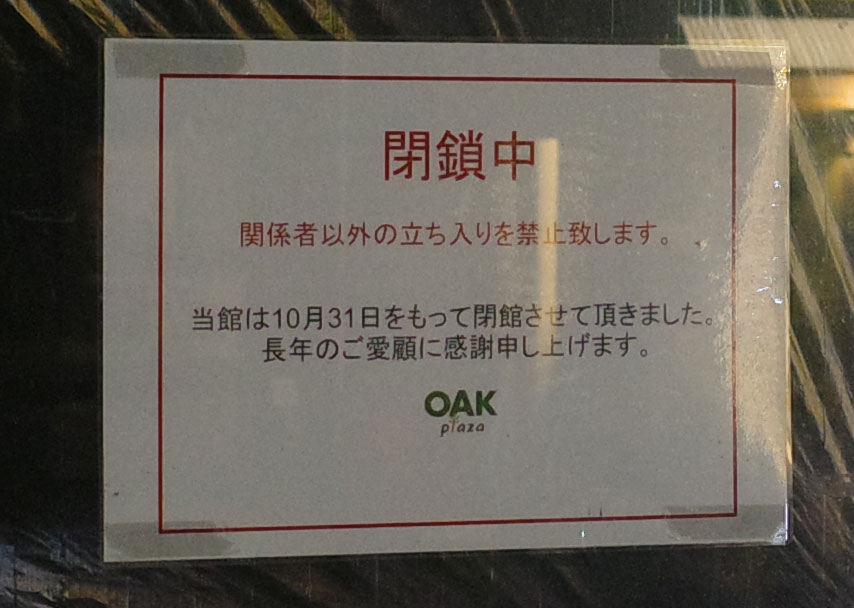 閉鎖中
関係者以外の立ち入りを禁止致します。
当館は10月31日をもって閉館させて頂きました。
長年のご愛顧に感謝申し上げます。
OAK
plaza